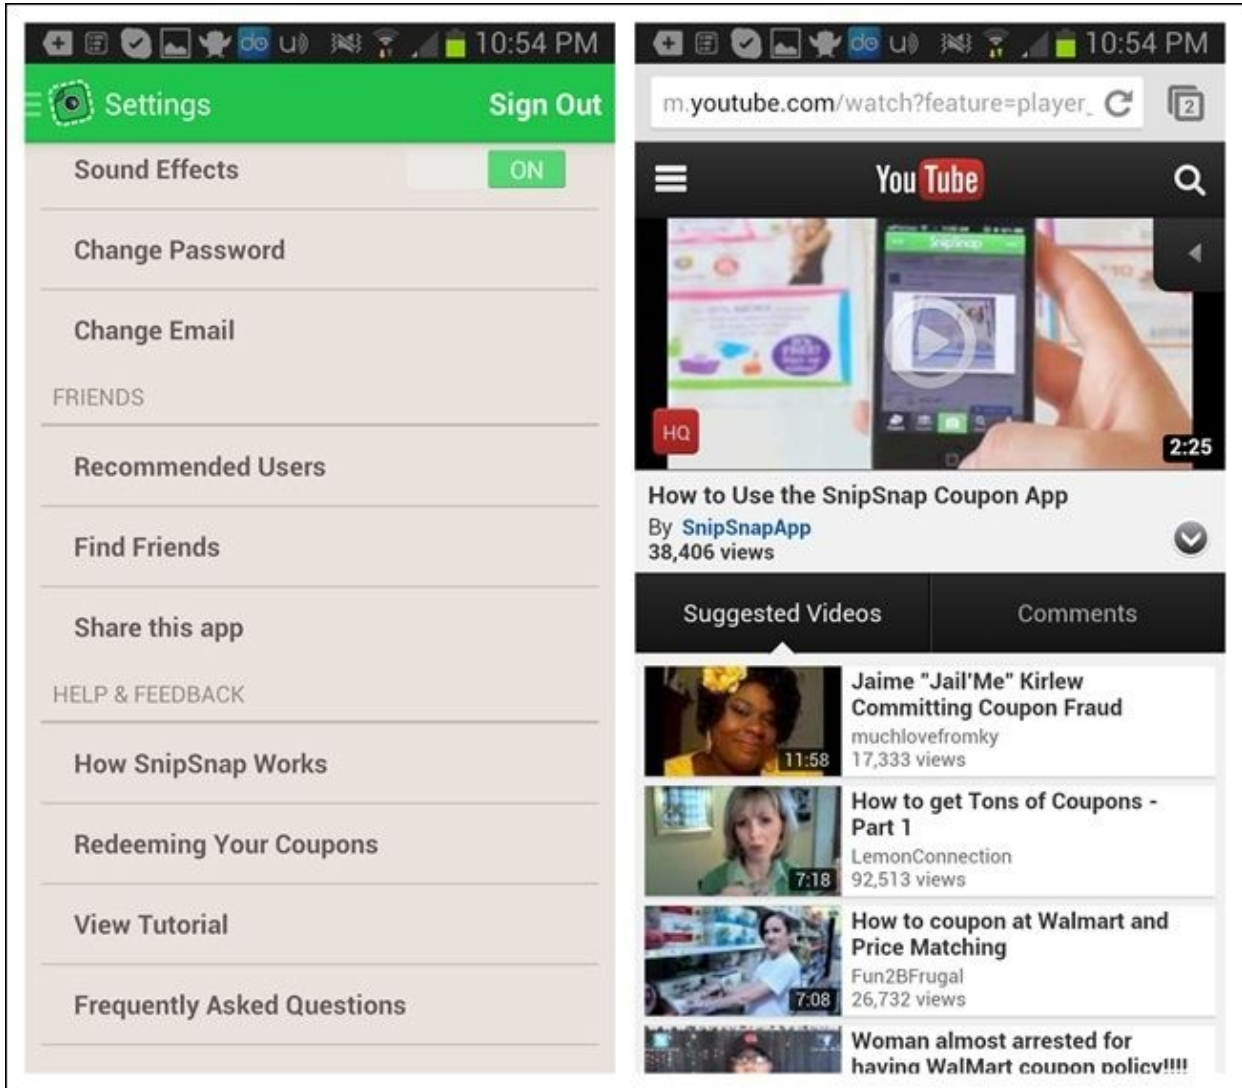 10:54 PM
Settings
Sign Out
Sound Effects
ON
Change Password
Change Email
FRIENDS
Recommended Users
Find Friends
Share this app
HELP & FEEDBACK
How SnipSnap Works
Redeeming Your Coupons
View Tutorial
Frequently Asked Questions
10:54 PM
m.youtube.com/watch?feature=player_
2
YouTube
SnipSnap
HQ
2:25
How to Use the SnipSnap Coupon App
By SnipSnapApp
38,406 views
Suggested Videos
Comments
Jaime "Jail'Me" Kirlew
Committing Coupon Fraud
muchlovefromky
17,333 views
11:58
How to get Tons of Coupons -
Part 1
LemonConnection
92,513 views
7:18
How to coupon at Walmart and
Price Matching
Fun2BFrugal
26,732 views
7:08
Woman almost arrested for
having WalMart coupon policy!!!!